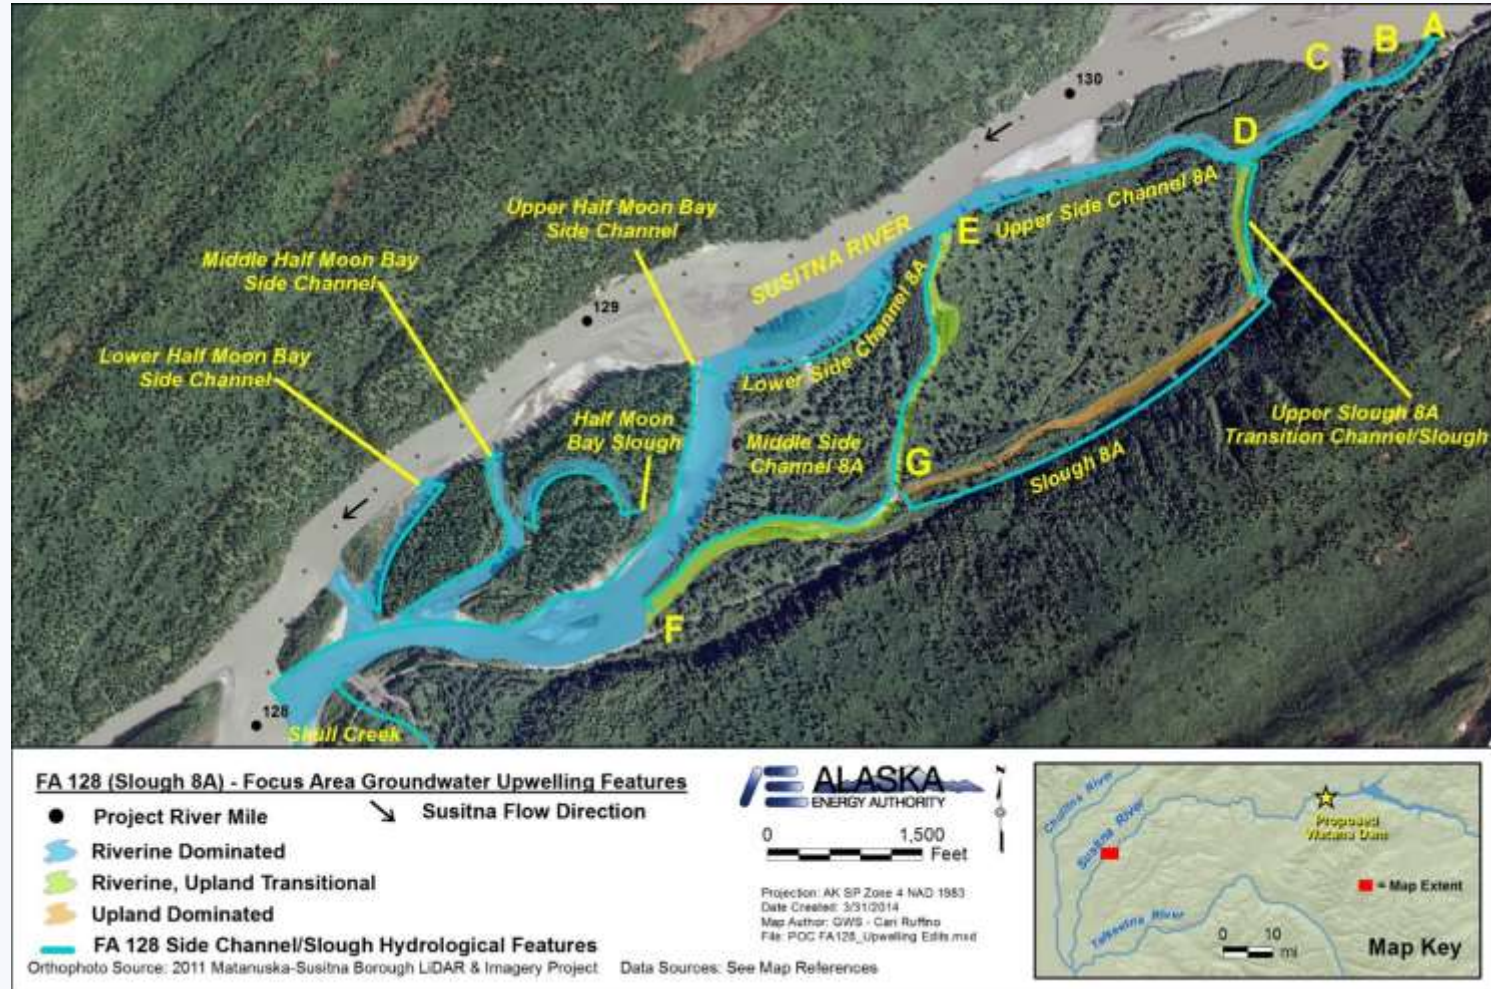 A
B
C
130
D
Upper Half Moon Bay
Side Channel
Upper Side Channel 8A
SUSITNA RIVER
E
Middle Half Moon Bay
Side Channel
129
Lower Side Channel 8A
Lower Half Moon Bay
Side Channel
Half Moon
Bay Slough
Middle Side
Channel 8A
Upper Slough 8A
Transition Channel/Slough
G
Slough 8A
F
128
Skull Creek
FA 128 (Slough 8A) - Focus Area Groundwater Upwelling Features
Project River Mile
Susitna Flow Direction
Riverine Dominated
Riverine, Upland Transitional
Upland Dominated
FA 128 Side Channel/Slough Hydrological Features
Orthophoto Source: 2011 Matanuska-Susitna Borough LiDAR & Imagery Project Data Sources: See Map References
ALASKA
ENERGY AUTHORITY
N
0 1,500
Feet
Projection: AK SP Zone 4 NAD 1983
Date Created: 3/31/2014
Map Author: GWS - Cari Ruffino
File: POC FA128_Upwelling Edits.mxd
Chulitna River
Susitna River
Proposed
Watana Dam
= Map Extent
Talkeetna River
0 10
mi
Map Key